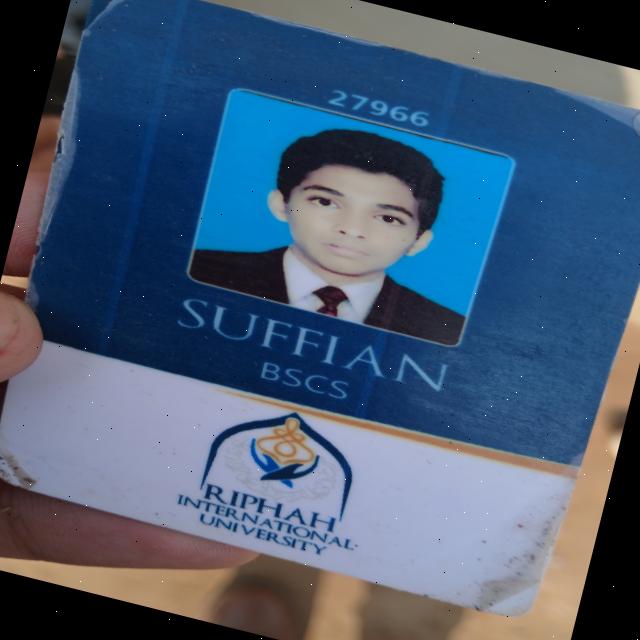 27966
SUFFIAN
BSCS
RIPHAH
INTERNATIONAL
UNIVERSITY